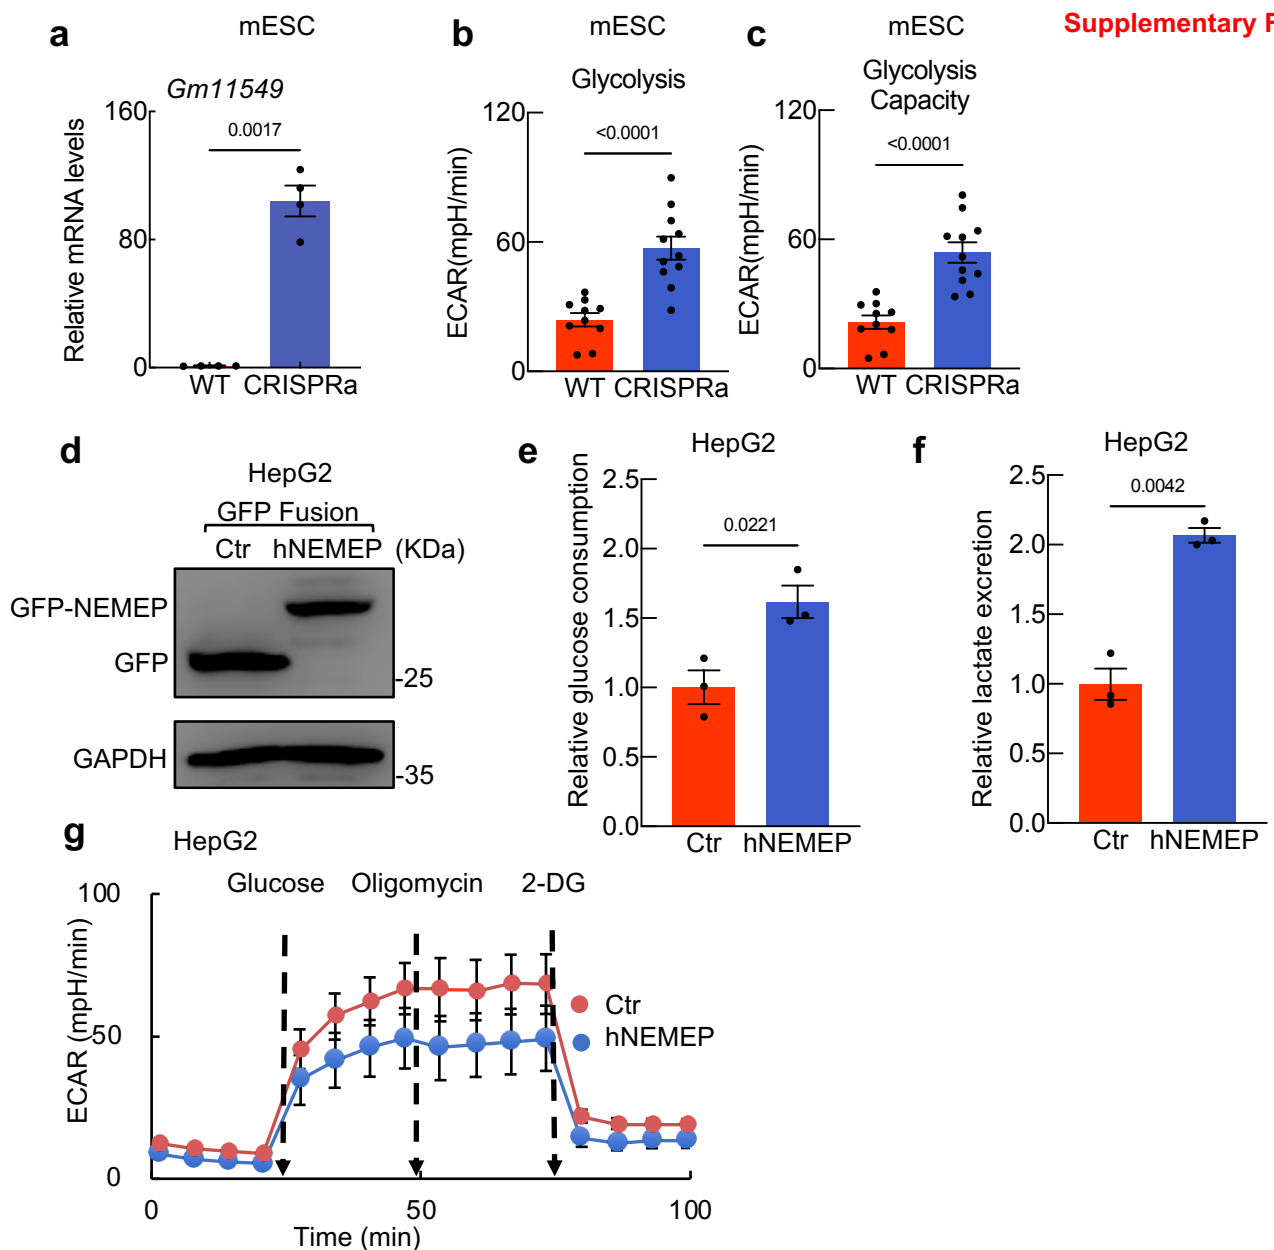 Supplementary F
a
mESC
Gm11549
Relative mRNA levels
160
80
0
0.0017
WT CRISPRa
b
mESC
Glycolysis
ECAR(mpH/min)
120
60
0
<0.0001
WT CRISPRa
c
mESC
Glycolysis
Capacity
ECAR(mpH/min)
120
60
0
<0.0001
WT CRISPRa
d
HepG2
GFP Fusion
Ctr hNEMEP (KDa)
GFP-NEMEP
GFP
-25
GAPDH
-35
e
HepG2
Relative glucose consumption
2.5
2.0
1.5
1.0
0.5
0.0
0.0221
Ctr hNEMEP
f
HepG2
Relative lactate excretion
2.5
2.0
1.5
1.0
0.5
0.0
0.0042
Ctr hNEMEP
g
HepG2
Glucose Oligomycin 2-DG
ECAR (mpH/min)
100
50
0
Ctr
hNEMEP
0 50 100
Time (min)